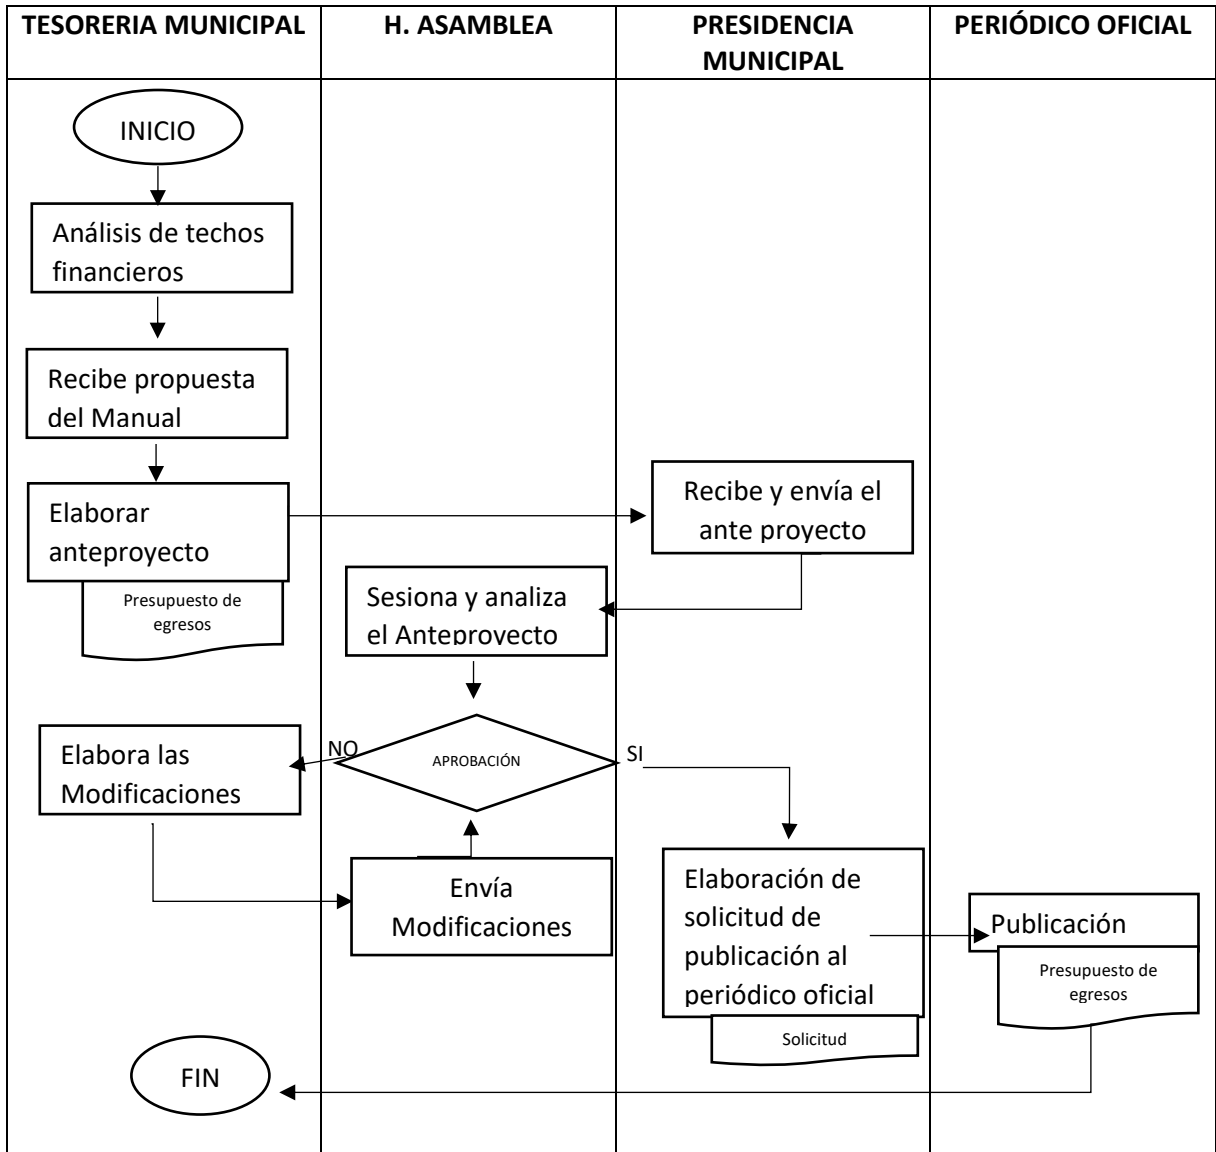 TESORERIA MUNICIPAL
H. ASAMBLEA
PRESIDENCIA
MUNICIPAL
PERIÓDICO OFICIAL
INICIO
Análisis de techos
financieros
Recibe propuesta
del Manual
Elaborar
anteproyecto
Presupuesto de
egresos
Recibe y envía el
ante proyecto
Sesiona y analiza
el Anteproyecto
APROBACIÓN
NO
SI
Elabora las
Modificaciones
Envía
Modificaciones
Elaboración de
solicitud de
publicación al
periódico oficial
Solicitud
Publicación
Presupuesto de
egresos
FIN